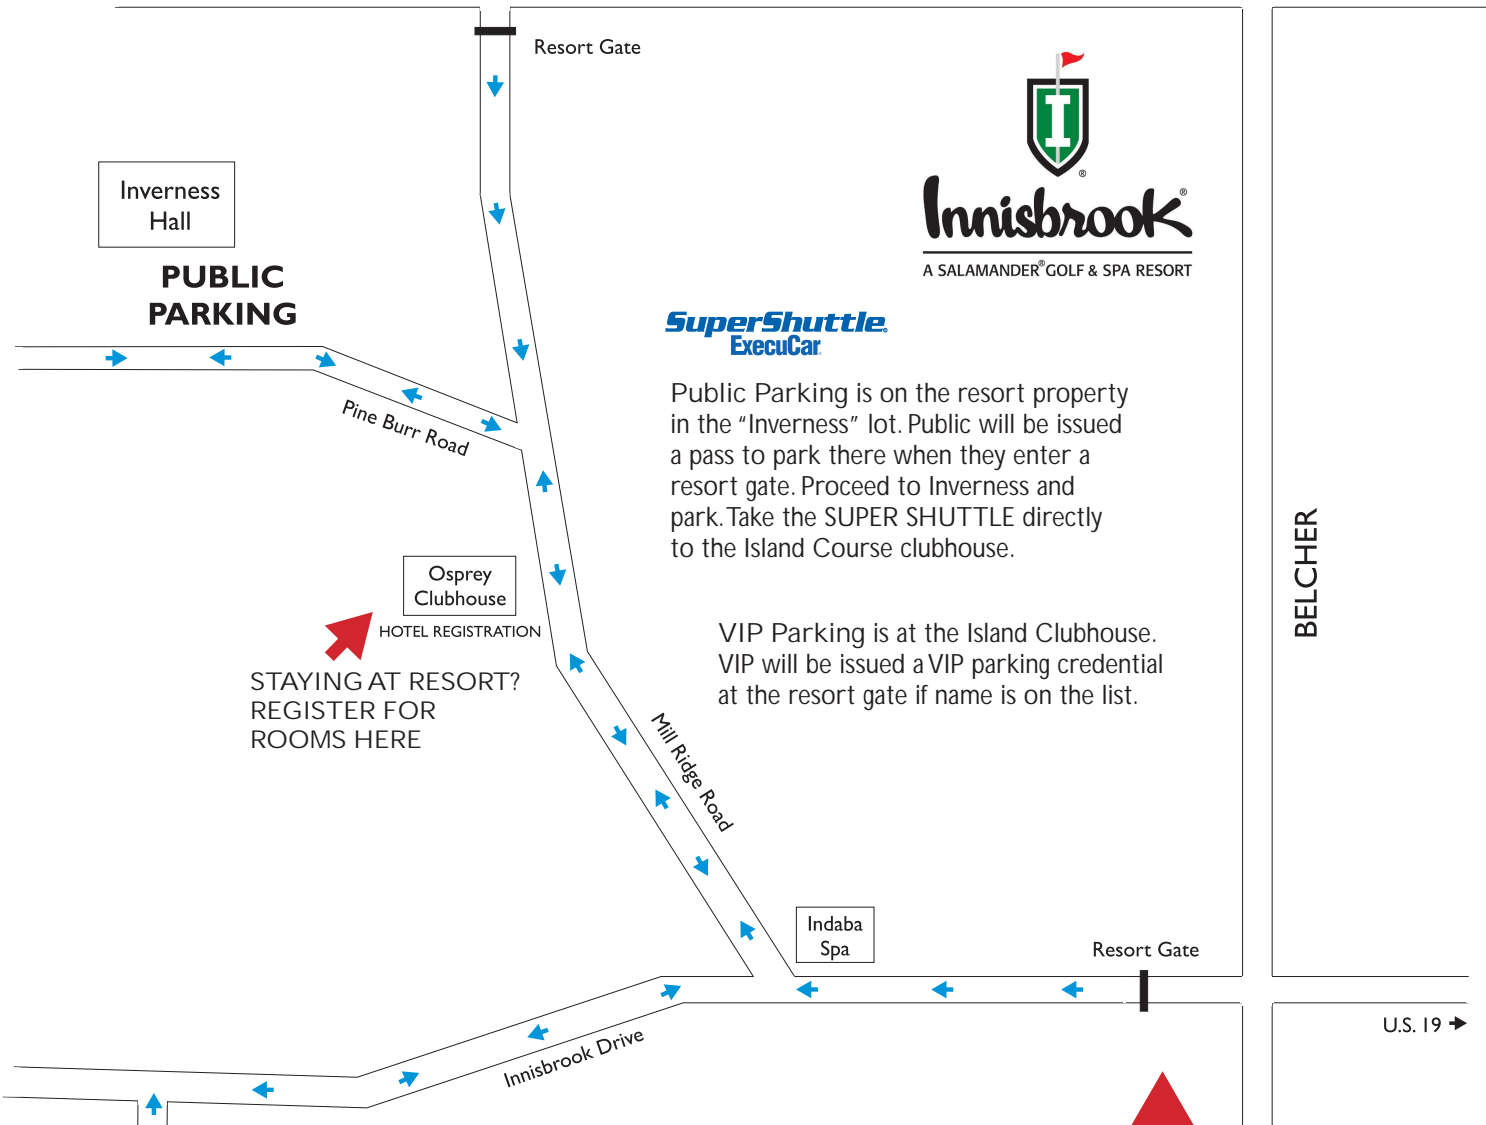 Resort Gate
I
®
Innisbrook®
A SALAMANDER® GOLF & SPA RESORT
Inverness
Hall
PUBLIC
PARKING
SuperShuttle®
ExecuCar
Public Parking is on the resort property
in the “Inverness” lot. Public will be issued
a pass to park there when they enter a
resort gate. Proceed to Inverness and
park. Take the SUPER SHUTTLE directly
to the Island Course clubhouse.
Pine Burr Road
BELCHER
Osprey
Clubhouse
HOTEL REGISTRATION
STAYING AT RESORT?
REGISTER FOR
ROOMS HERE
VIP Parking is at the Island Clubhouse.
VIP will be issued a VIP parking credential
at the resort gate if name is on the list.
Mill Ridge Road
Indaba
Spa
Resort Gate
U.S. 19
Innisbrook Drive